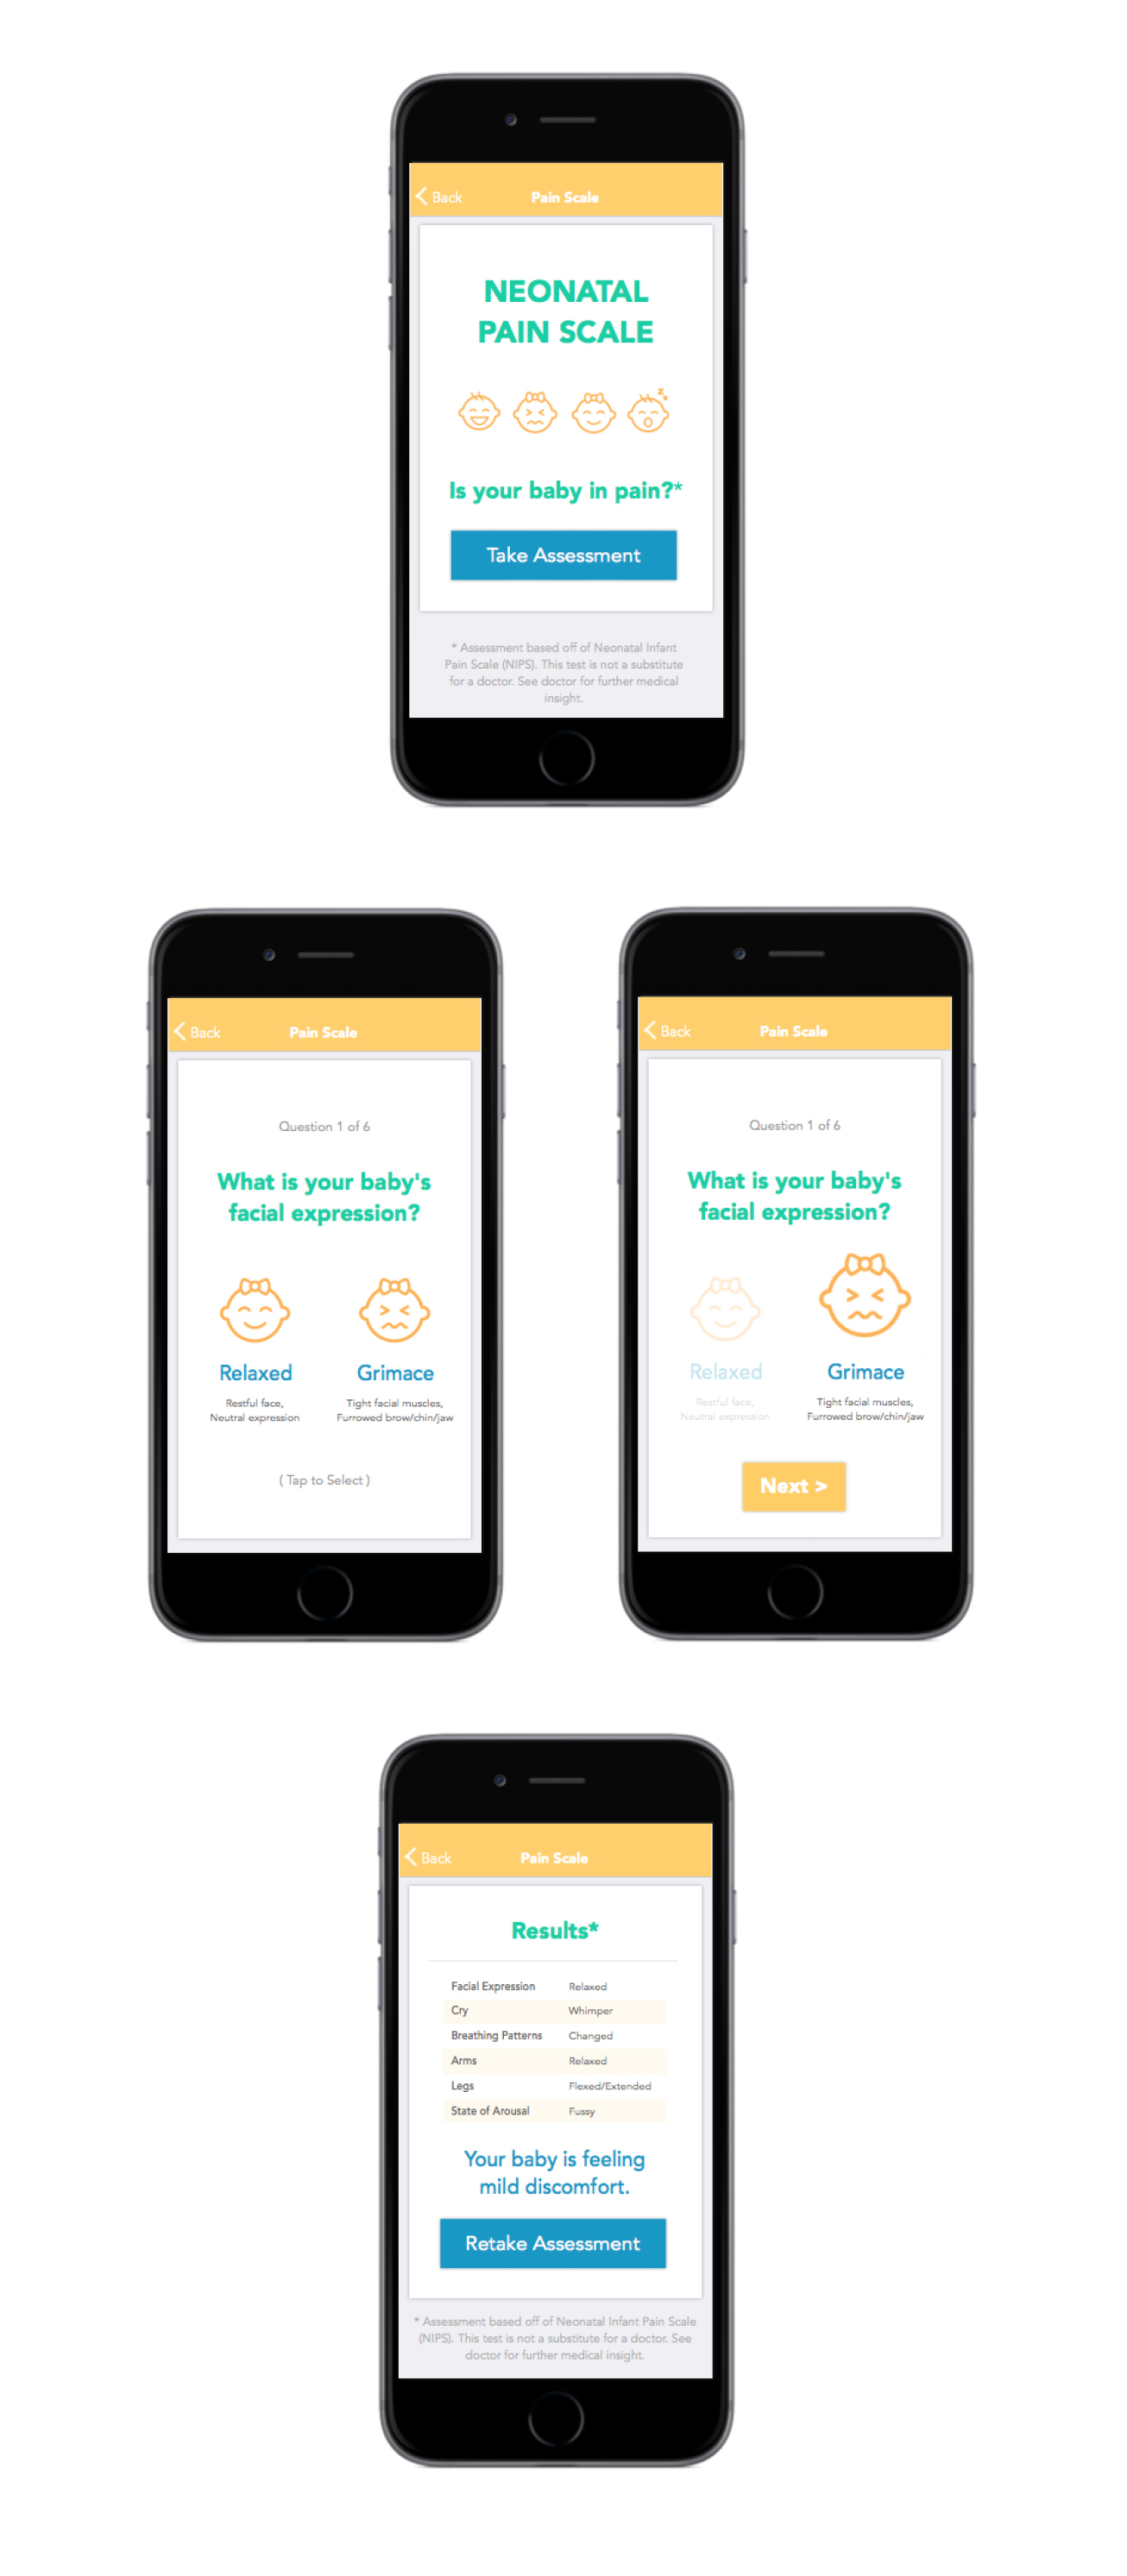 Back
Pain Scale
NEONATAL
PAIN SCALE
z
z
Is your baby in pain?*
Take Assessment
* Assessment based off of Neonatal Infant
Pain Scale (NIPS). This test is not a substitute
for a doctor. See doctor for further medical
insight.
Back
Pain Scale
Question 1 of 6
What is your baby's
facial expression?
Relaxed
Restful face,
Neutral expression
Grimace
Tight facial muscles,
Furrowed brow/chin/jaw
( Tap to Select )
Back
Pain Scale
Question 1 of 6
What is your baby's
facial expression?
Relaxed
Restful face,
Neutral expression
Grimace
Tight facial muscles,
Furrowed brow/chin/jaw
Next >
Back
Pain Scale
Results*
Facial Expression Relaxed
Cry Whimper
Breathing Patterns Changed
Arms Relaxed
Legs Flexed/Extended
State of Arousal Fussy
Your baby is feeling
mild discomfort.
Retake Assessment
* Assessment based off of Neonatal Infant Pain Scale
(NIPS). This test is not a substitute for a doctor. See
doctor for further medical insight.